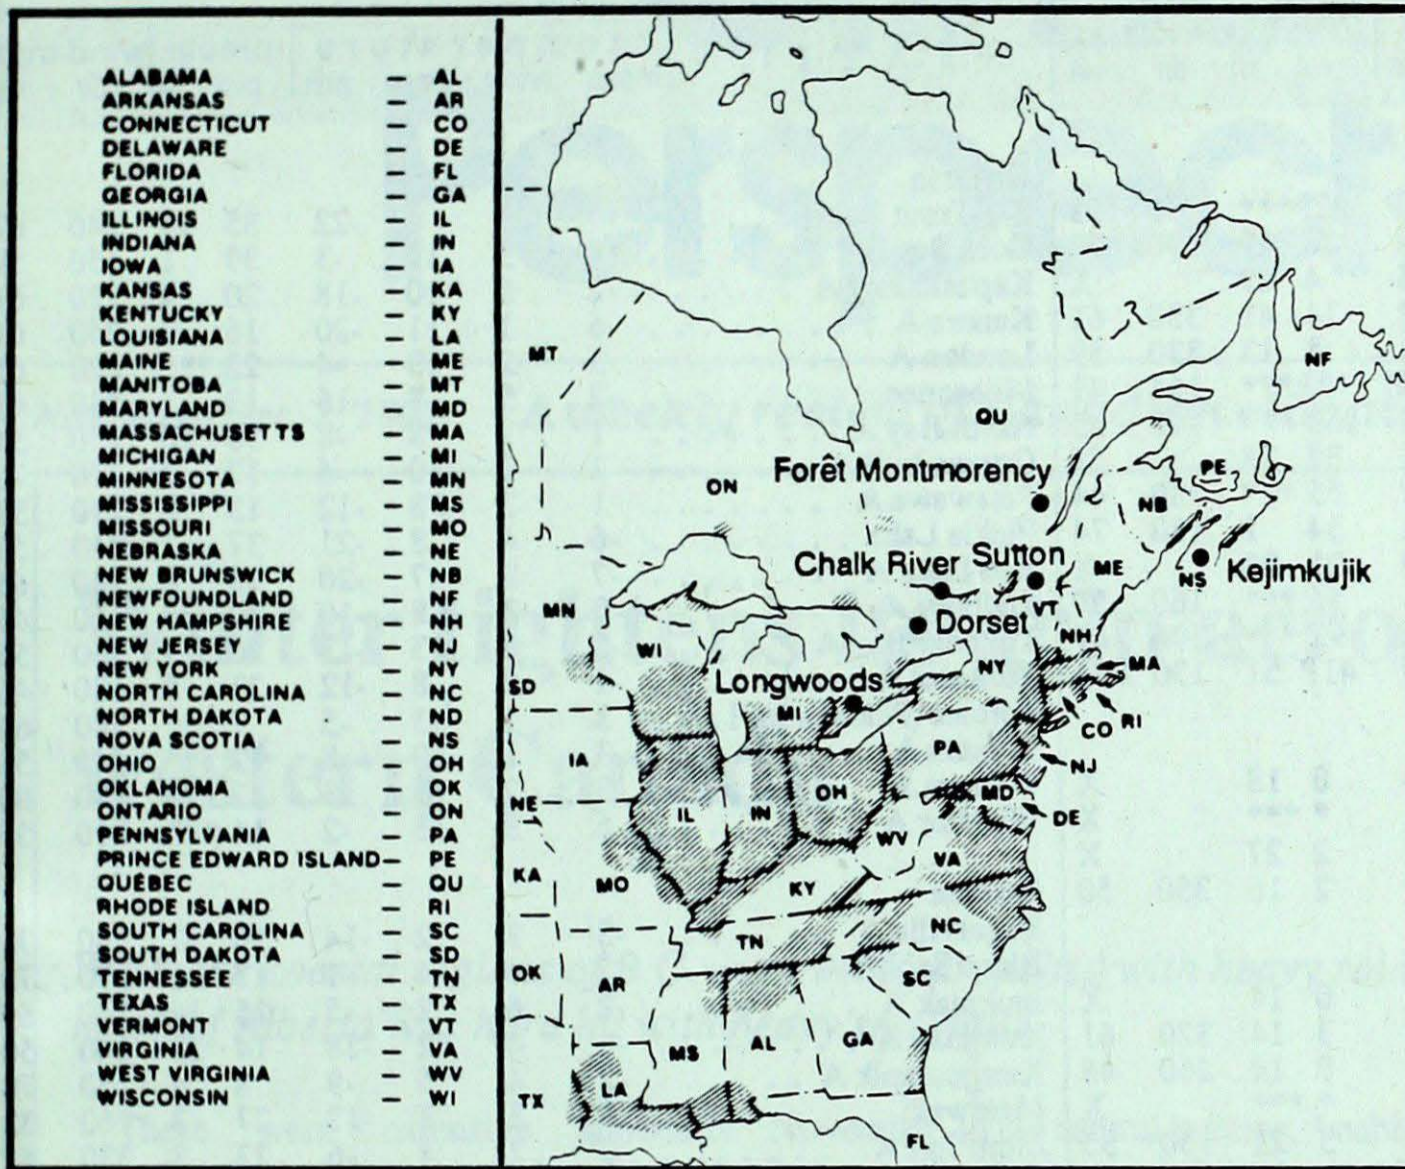 ALABAMA — AL
ARKANSAS — AR
CONNECTICUT — CO
DELAWARE — DE
FLORIDA — FL
GEORGIA — GA
ILLINOIS — IL
INDIANA — IN
IOWA — IA
KANSAS — KA
KENTUCKY — KY
LOUISIANA — LA
MAINE — ME
MANITOBA — MT
MARYLAND — MD
MASSACHUSETTS — MA
MICHIGAN — MI
MINNESOTA — MN
MISSISSIPPI — MS
MISSOURI — MO
NEBRASKA — NE
NEW BRUNSWICK — NB
NEWFOUNDLAND — NF
NEW HAMPSHIRE — NH
NEW JERSEY — NJ
NEW YORK — NY
NORTH CAROLINA — NC
NORTH DAKOTA — ND
NOVA SCOTIA — NS
OHIO — OH
OKLAHOMA — OK
ONTARIO — ON
PENNSYLVANIA — PA
PRINCE EDWARD ISLAND — PE
QUÉBEC — QU
RHODE ISLAND — RI
SOUTH CAROLINA — SC
SOUTH DAKOTA — SD
TENNESSEE — TN
TEXAS — TX
VERMONT — VT
VIRGINIA — VA
WEST VIRGINIA — WV
WISCONSIN — WI
MT
NF
QU
Forêt Montmorency
PE
ON
NB
Chalk River
Sutton
ME
NS
Kejimkujik
MN
VT
Dorset
NH
WI
NY
MA
SD
Longwoods
MI
CO
RI
IA
PA
NJ
NE
IL
IN
OH
MD
DE
WV
VA
KA
MO
KY
TN
NC
OK
AR
SC
MS
AL
GA
LA
TX
FL